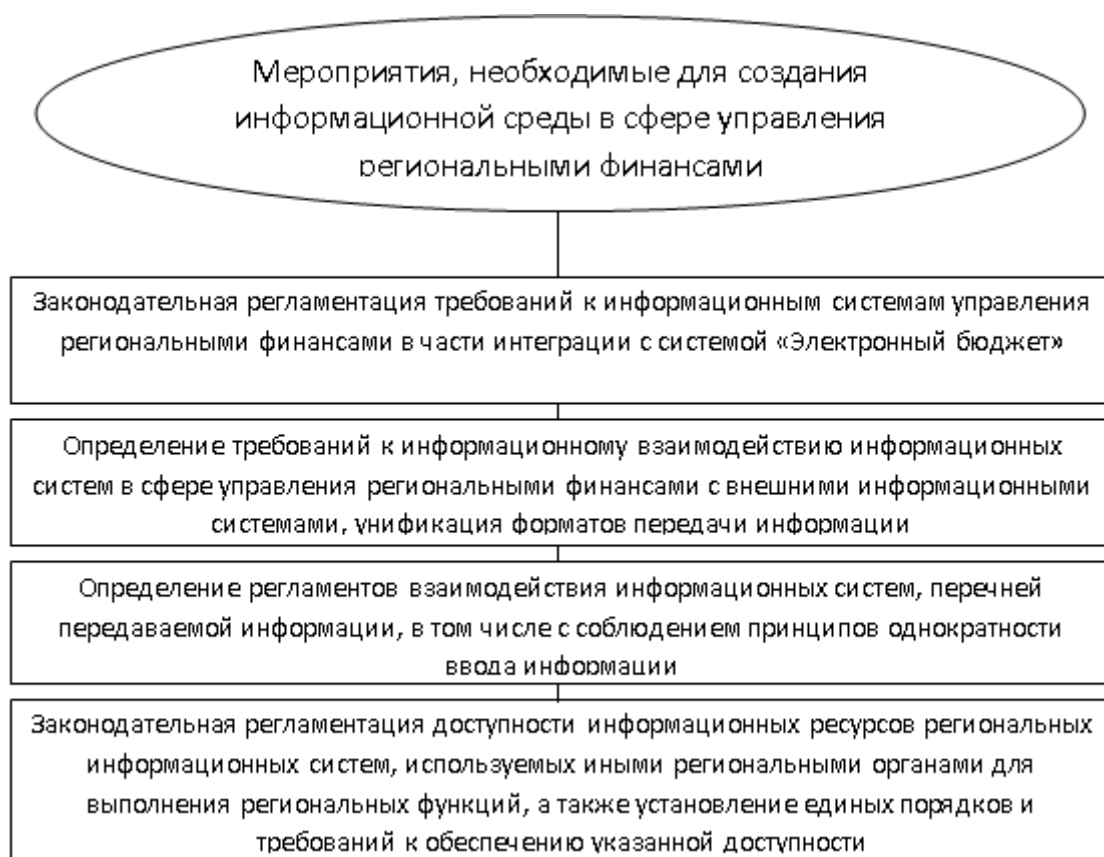 Мероприятия, необходимые для создания
информационной среды в сфере управления
региональными финансами
Законодательная регламентация требований к информационным системам управления
региональными финансами в части интеграции с системой «Электронный бюджет»
Определение требований к информационному взаимодействию информационных
систем в сфере управления региональными финансами с внешними информационными
системами, унификация форматов передачи информации
Определение регламентов взаимодействия информационных систем, перечней
передаваемой информации, в том числе с соблюдением принципов однократности
ввода информации
Законодательная регламентация доступности информационных ресурсов региональных
информационных систем, используемых иными региональными органами для
выполнения региональных функций, а также установление единых порядков и
требований к обеспечению указанной доступности